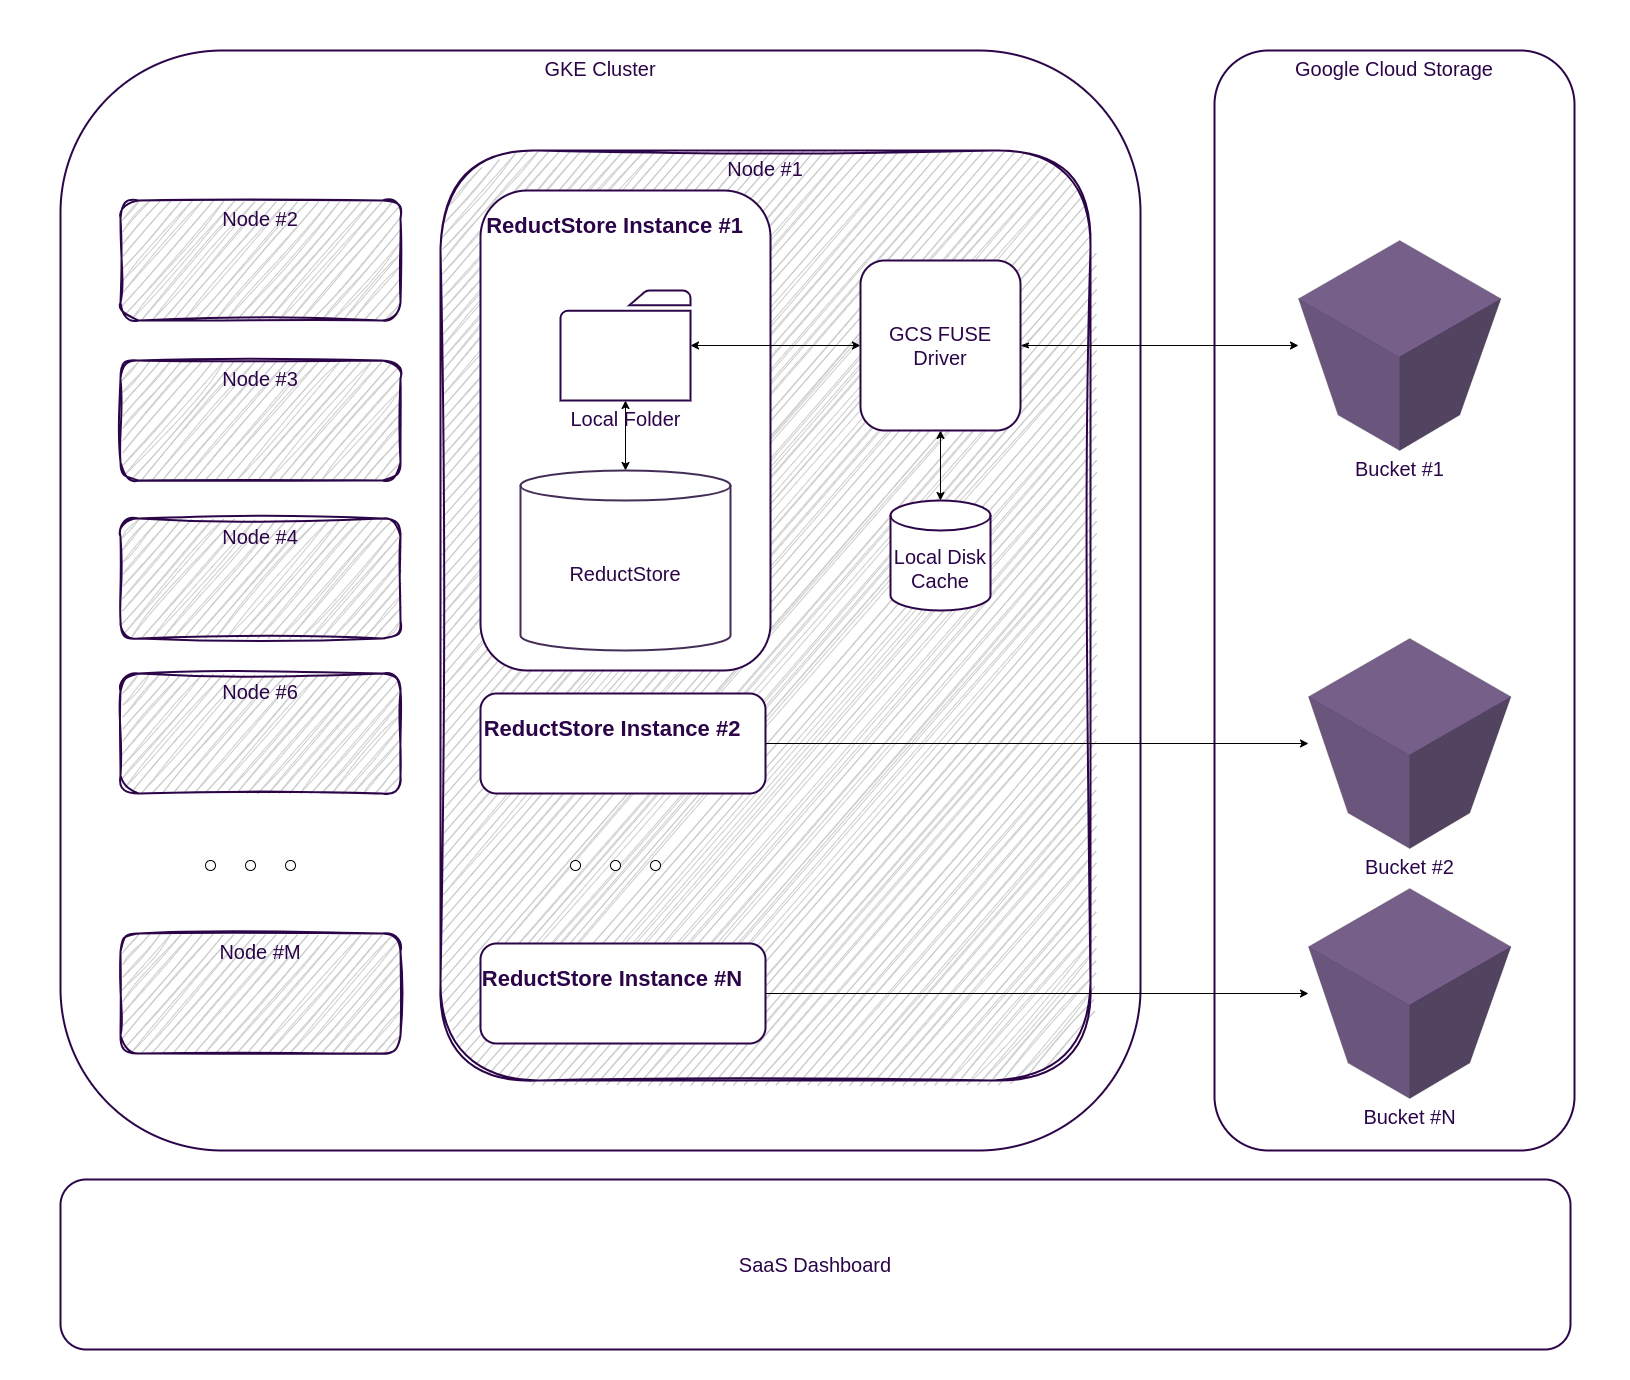 GKE Cluster
Google Cloud Storage
Node #1
Node #2
ReductStore Instance #1
GCS FUSE
Driver
Node #3
Local Folder
Bucket #1
Node #4
Local Disk
Cache
ReductStore
Node #6
ReductStore Instance #2
Bucket #2
Node #M
ReductStore Instance #N
Bucket #N
SaaS Dashboard